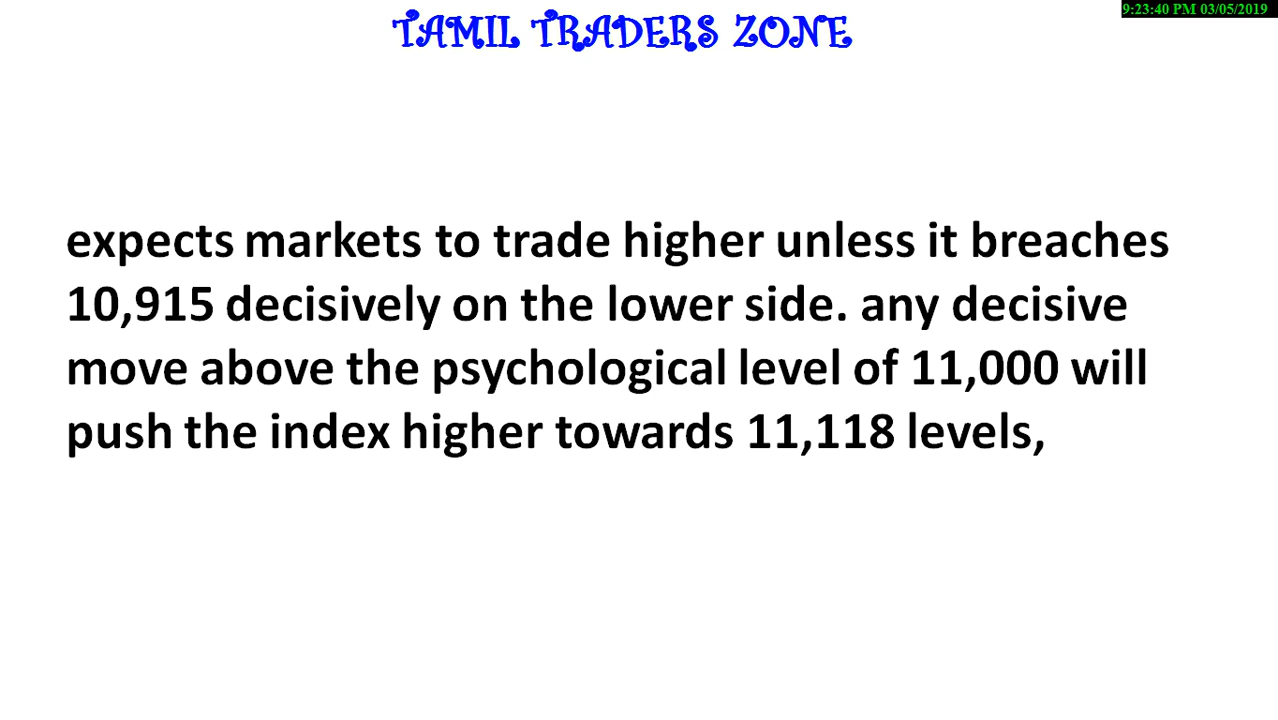 9:23:40 PM 03/05/2019
TAMIL TRADERS ZONE
expects markets to trade higher unless it breaches
10,915 decisively on the lower side. any decisive
move above the psychological level of 11,000 will
push the index higher towards 11,118 levels,